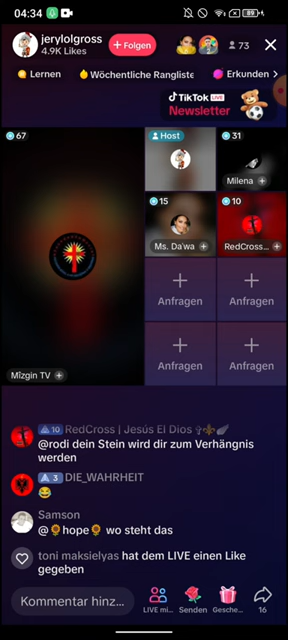 04:34
89
jerylolgross
4.9K Likes
+ Folgen
73
Lernen
Wöchentliche Rangliste
Erkunden
TikTok LIVE
Newsletter
67
Host
31
Milena
15
Ms. Da'wa
10
RedCross...
Anfragen
Anfragen
Anfragen
Anfragen
Mîzgin TV
10 RedCross | Jesús El Dios ✞⚜️☄️
@rodi dein Stein wird dir zum Verhängnis
werden
3 DIE_WAHRHEIT
😂
Samson
@🌻hope🌻 wo steht das
toni maksielyas hat dem LIVE einen Like
gegeben
Kommentar hinz...
LIVE mi...
Senden
Gesche...
16